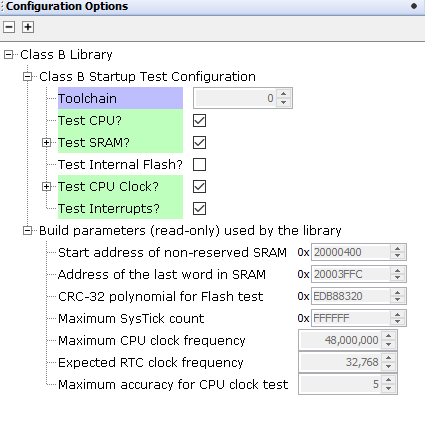 Configuration Options
Class B Library
Class B Startup Test Configuration
Toolchain 0
Test CPU?
Test SRAM?
Test Internal Flash?
Test CPU Clock?
Test Interrupts?
Build parameters (read-only) used by the library
Start address of non-reserved SRAM 0x 20000400
Address of the last word in SRAM 0x 20003FFC
CRC-32 polynomial for Flash test 0x EDB88320
Maximum SysTick count 0x FFFFFF
Maximum CPU clock frequency 48,000,000
Expected RTC clock frequency 32,768
Maximum accuracy for CPU clock test 5